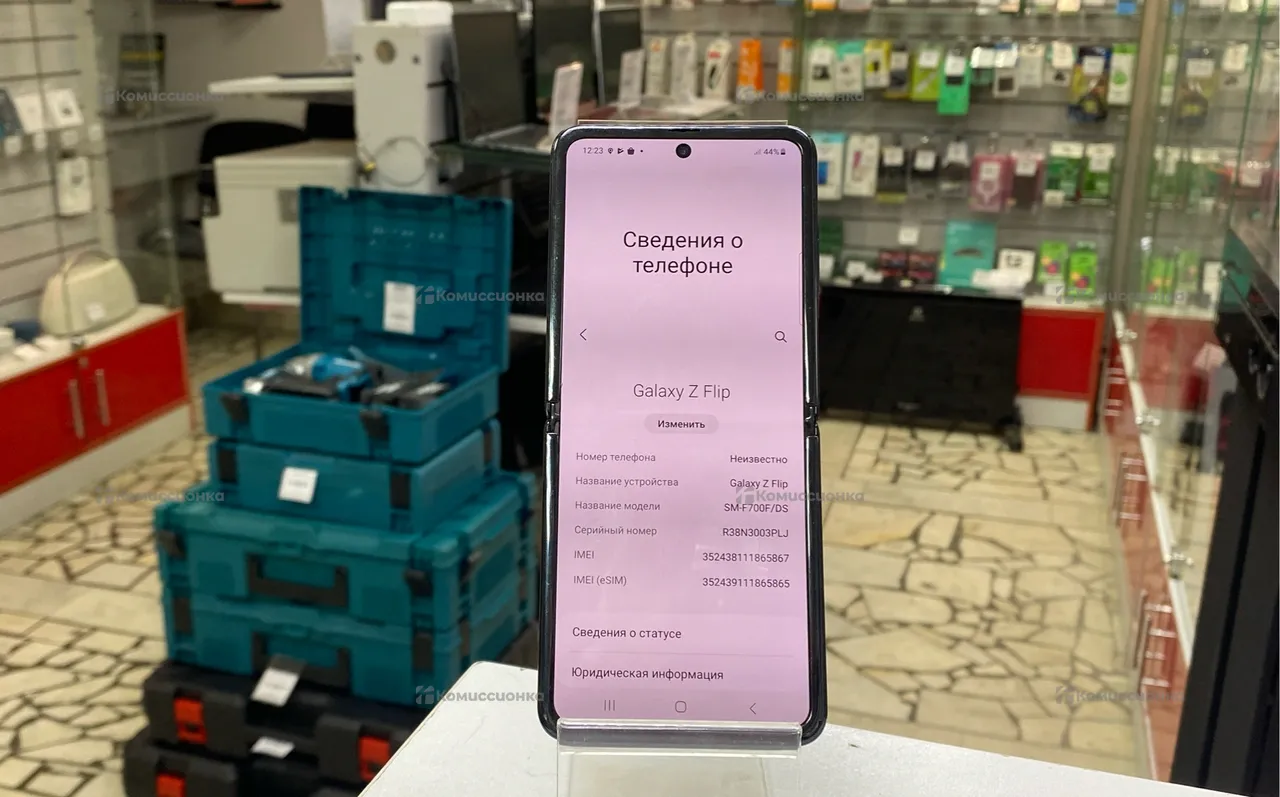 12:23
44%
Сведения о
телефоне
Galaxy Z Flip
Изменить
Номер телефона Неизвестно
Название устройства Galaxy Z Flip
Название модели SM-F700F/DS
Серийный номер R38N3003PLJ
IMEI 352438111865867
IMEI (eSIM) 352439111865865
Сведения о статусе
Юридическая информация
Комиссионка
Комиссионка
Комиссионка
Комиссионка
Комиссионка
Комиссионка
Комиссионка
Комиссионка